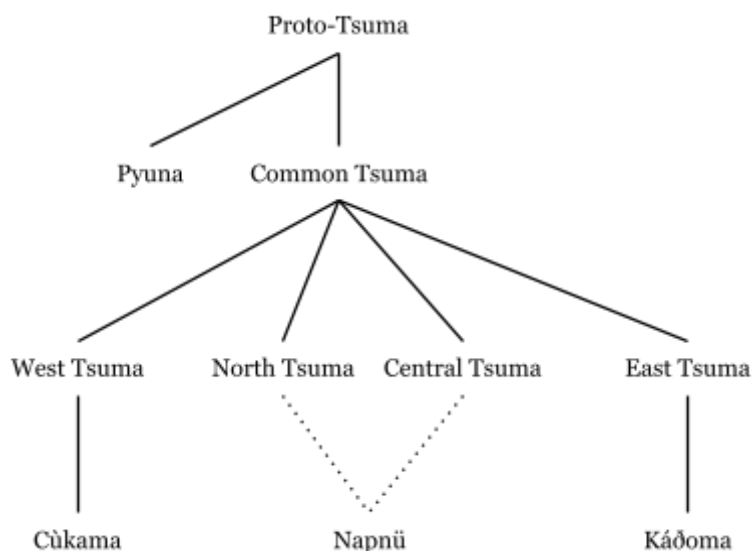 Proto-Tsuma
Pyuna Common Tsuma
West Tsuma North Tsuma Central Tsuma East Tsuma
Cùkama Napnü Káðoma